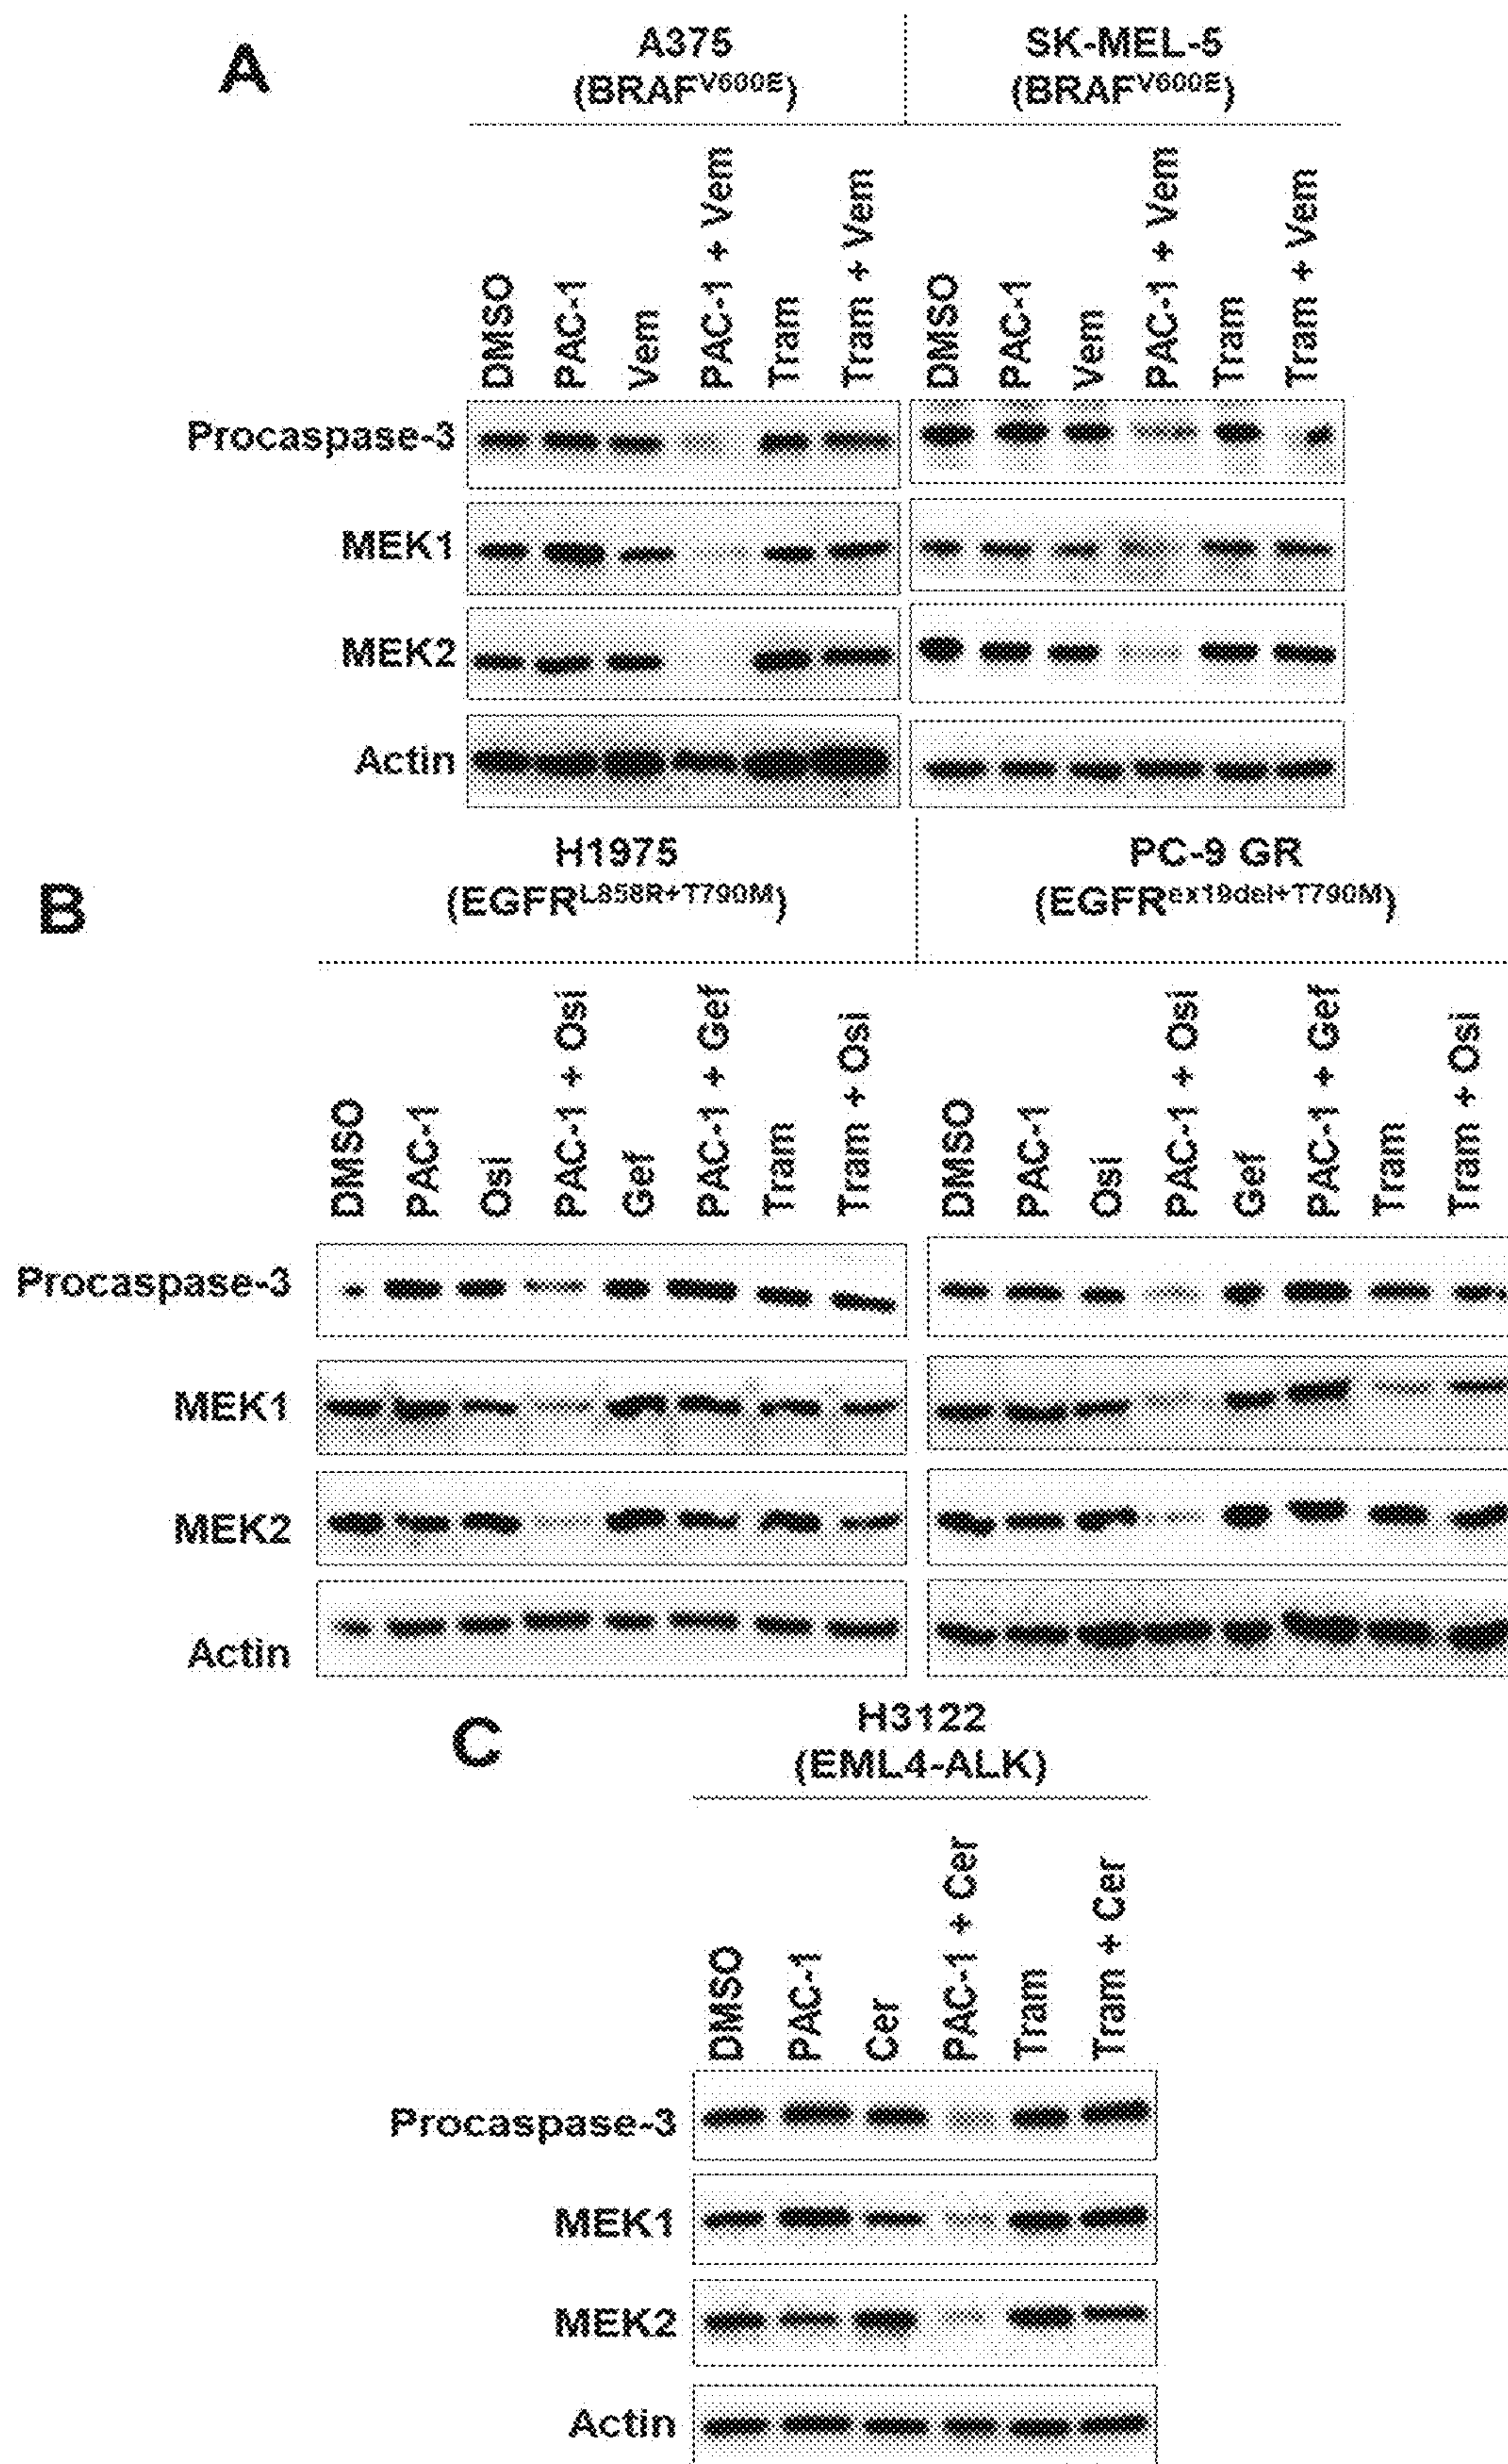 A
A375
(BRAFV600E)
SK-MEL-5
(BRAFV600E)
DMSO
PAC-1
Vem
PAC-1 + Vem
Tram
Tram + Vem
DMSO
PAC-1
Vem
PAC-1 + Vem
Tram
Tram + Vem
Procaspase-3
MEK1
MEK2
Actin
B
H1975
(EGFRL858R+T790M)
PC-9 GR
(EGFRex19del+T790M)
DMSO
PAC-1
Osi
PAC-1 + Osi
Gef
PAC-1 + Gef
Tram
Tram + Osi
DMSO
PAC-1
Osi
PAC-1 + Osi
Gef
PAC-1 + Gef
Tram
Tram + Osi
Procaspase-3
MEK1
MEK2
Actin
C
H3122
(EML4-ALK)
DMSO
PAC-1
Cer
PAC-1 + Cer
Tram
Tram + Cer
Procaspase-3
MEK1
MEK2
Actin